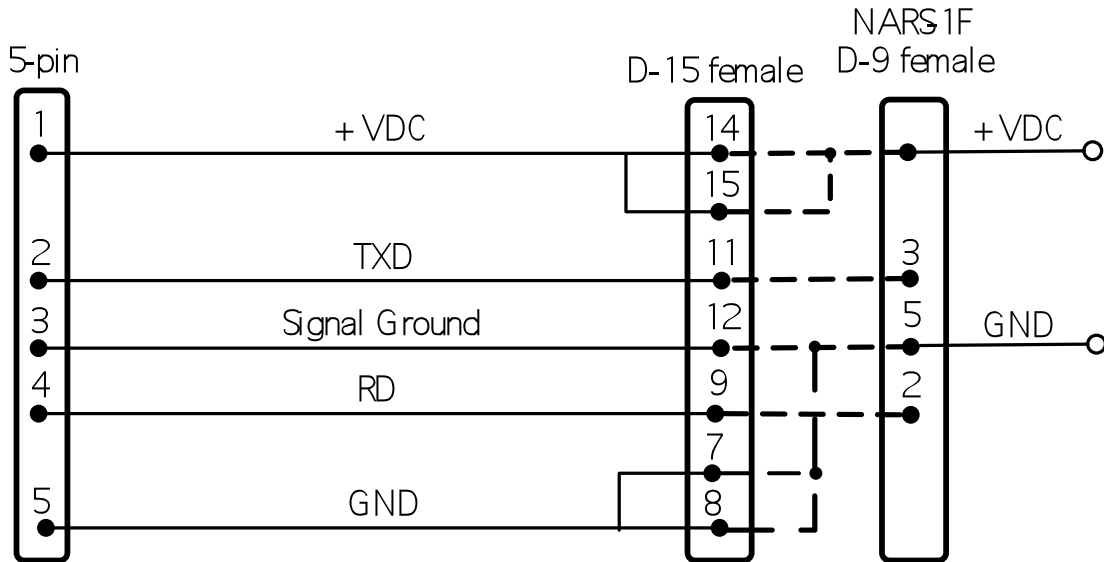 NARS-1F
5-pin
D-15 female
D-9 female
1
+VDC
14
+VDC
15
2
TXD
11
3
3
Signal Ground
12
5
GND
4
RD
9
2
7
5
GND
8